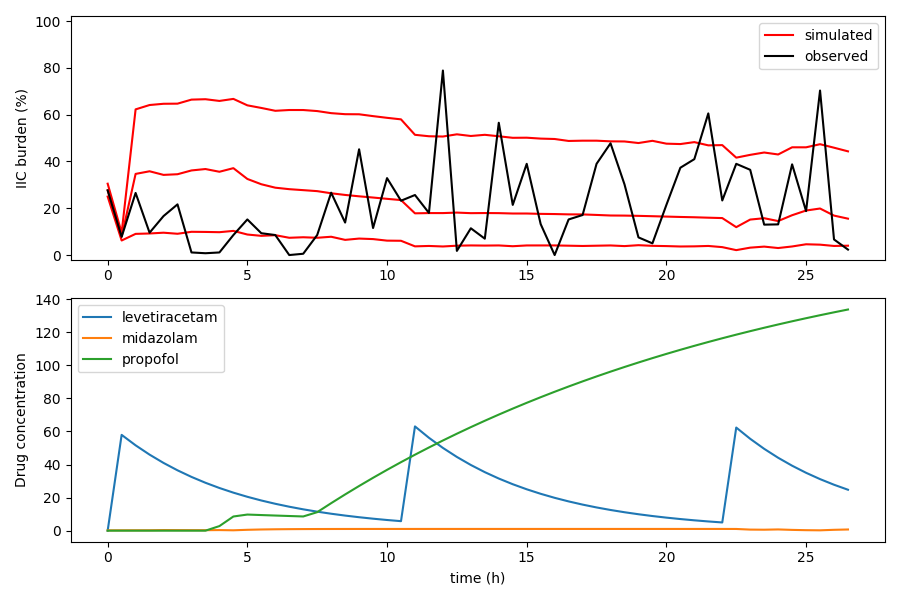 100
80
60
40
20
0
IIC burden (%)
simulated
observed
0 5 10 15 20 25
140
120
100
80
60
40
20
0
Drug concentration
levetiracetam
midazolam
propofol
0 5 10 15 20 25
time (h)